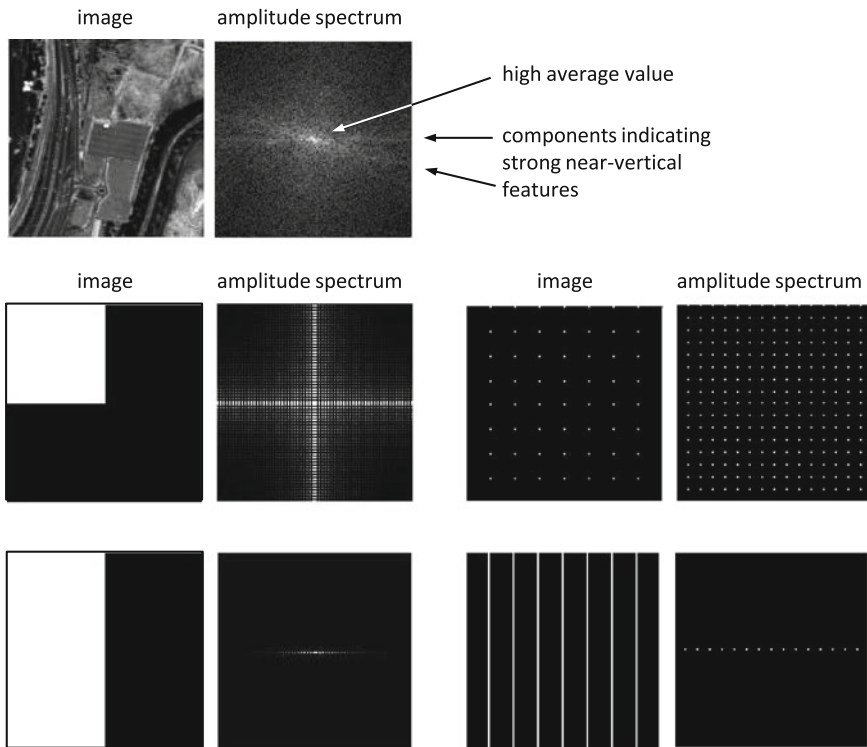 image
amplitude spectrum
high average value
components indicating
strong near-vertical
features
image
amplitude spectrum
image
amplitude spectrum